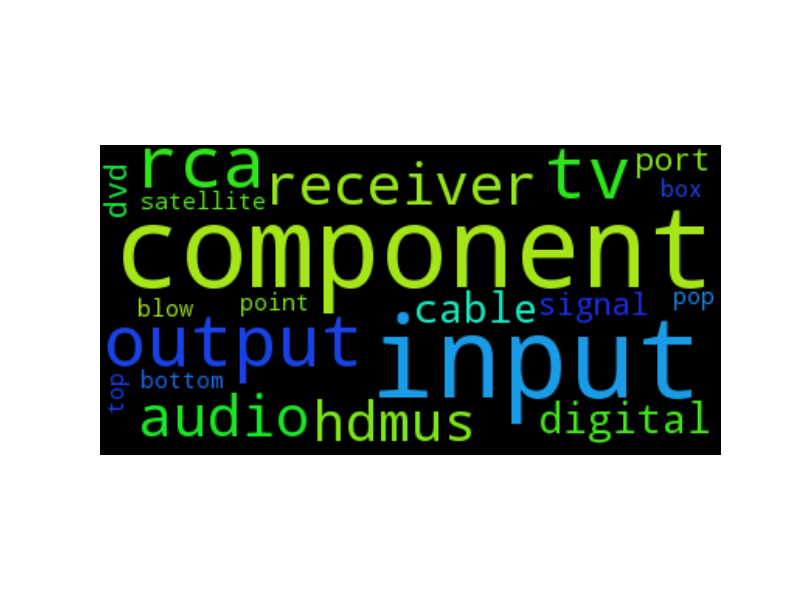 rca receiver tv port
dvd satellite box
component
blow point cable signal pop
output input
top bottom
audio hdmus digital